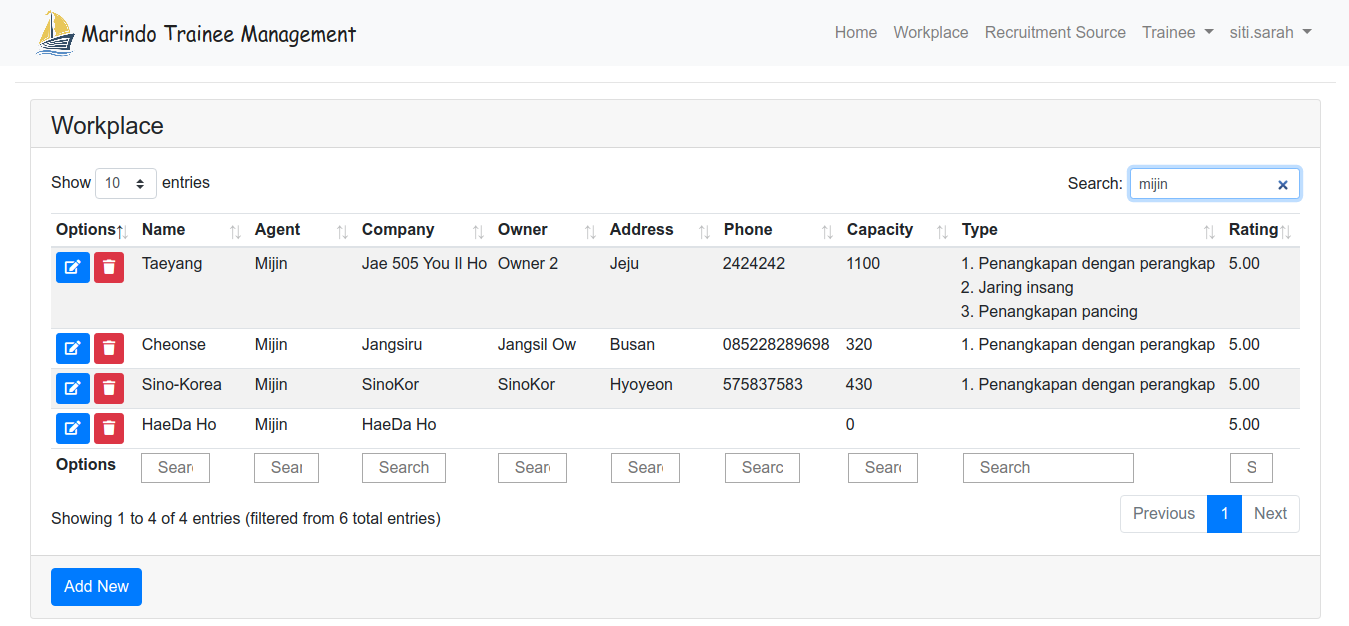 Marindo Trainee Management
Home Workplace Recruitment Source Trainee siti.sarah
Workplace
Show 10 entries
Search: mijin
Options Name Agent Company Owner Address Phone Capacity Type Rating
Taeyang Mijin Jae 505 You Il Ho Owner 2 Jeju 2424242 1100 1. Penangkapan dengan perangkap 5.00
2. Jaring insang
3. Penangkapan pancing
Cheonse Mijin Jangsiru Jangsil Ow Busan 085228289698 320 1. Penangkapan dengan perangkap 5.00
Sino-Korea Mijin SinoKor SinoKor Hyoyeon 575837583 430 1. Penangkapan dengan perangkap 5.00
HaeDa Ho Mijin HaeDa Ho 0 5.00
Options Sear Sear Search Sear Sear Searc Sear Search S
Showing 1 to 4 of 4 entries (filtered from 6 total entries)
Previous 1 Next
Add New